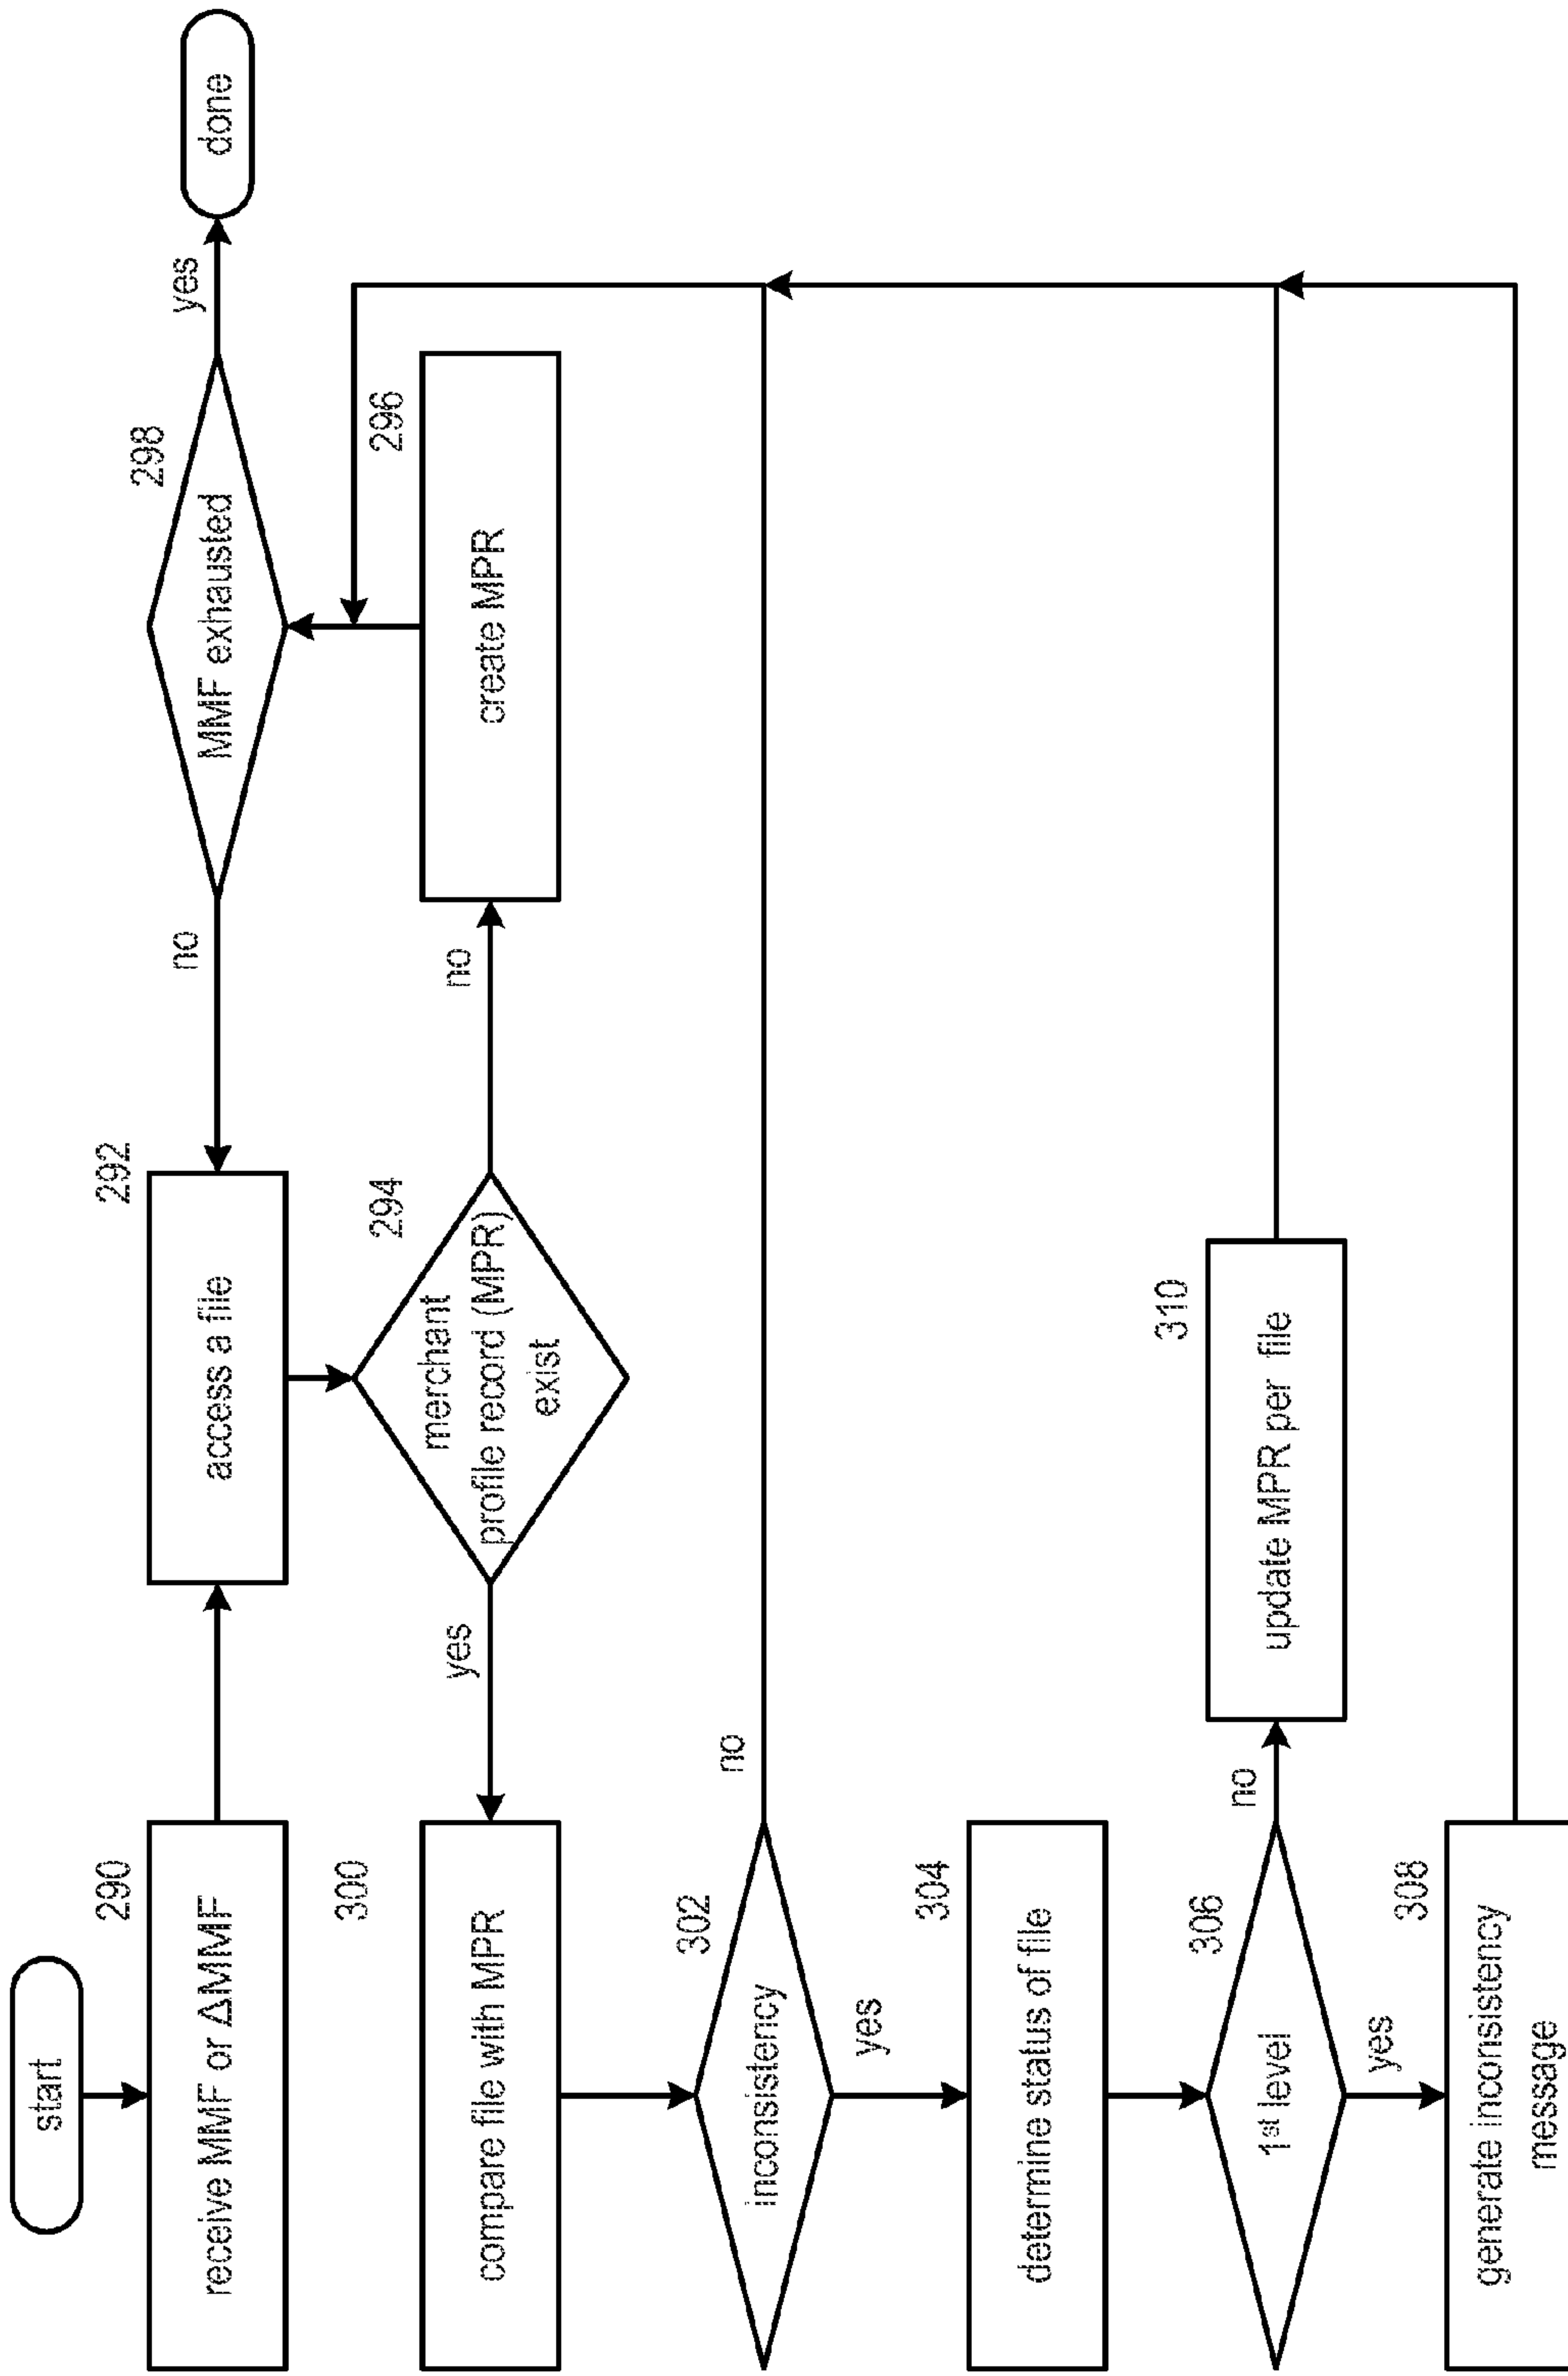 start
290
receive MMF or ΔMMF
292
access a file
298
MMF exhausted
yes
done
no
294
merchant
profile record (MPR)
exist
no
296
create MPR
yes
300
compare file with MPR
302
inconsistency
no
yes
304
determine status of file
306
1st level
no
310
update MPR per file
yes
308
generate inconsistency
message